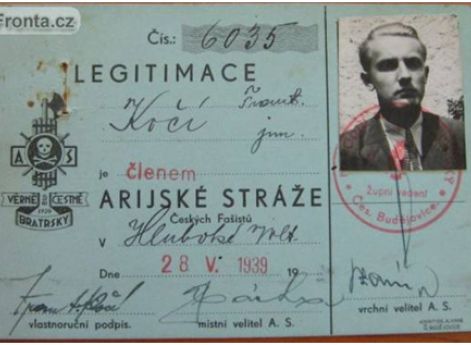 Fronta.cz
Čís.: 6035
LEGITIMACE
Kočí Frant.
jun.
je členem
ARIJSKÉ STRÁŽE
Českých Fašistů
V Hluboké
Dne 28 V. 1939 19
vlastnoruční podpis.
místní velitel A. S.
vrchní velitel A. S.
A S
VĚRNĚ ČESTNĚ
BRATRSKY
župní vedení
Čes. Budějovice